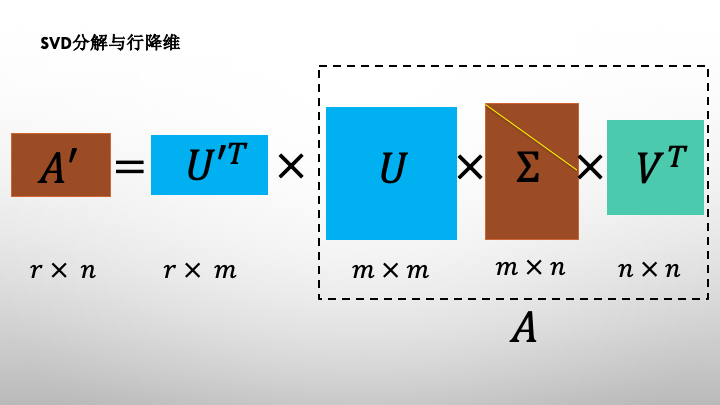 SVD分解与行降维
A′ = U′ᵀ × U × Σ × Vᵀ
r × n r × m m × m m × n n × n
A